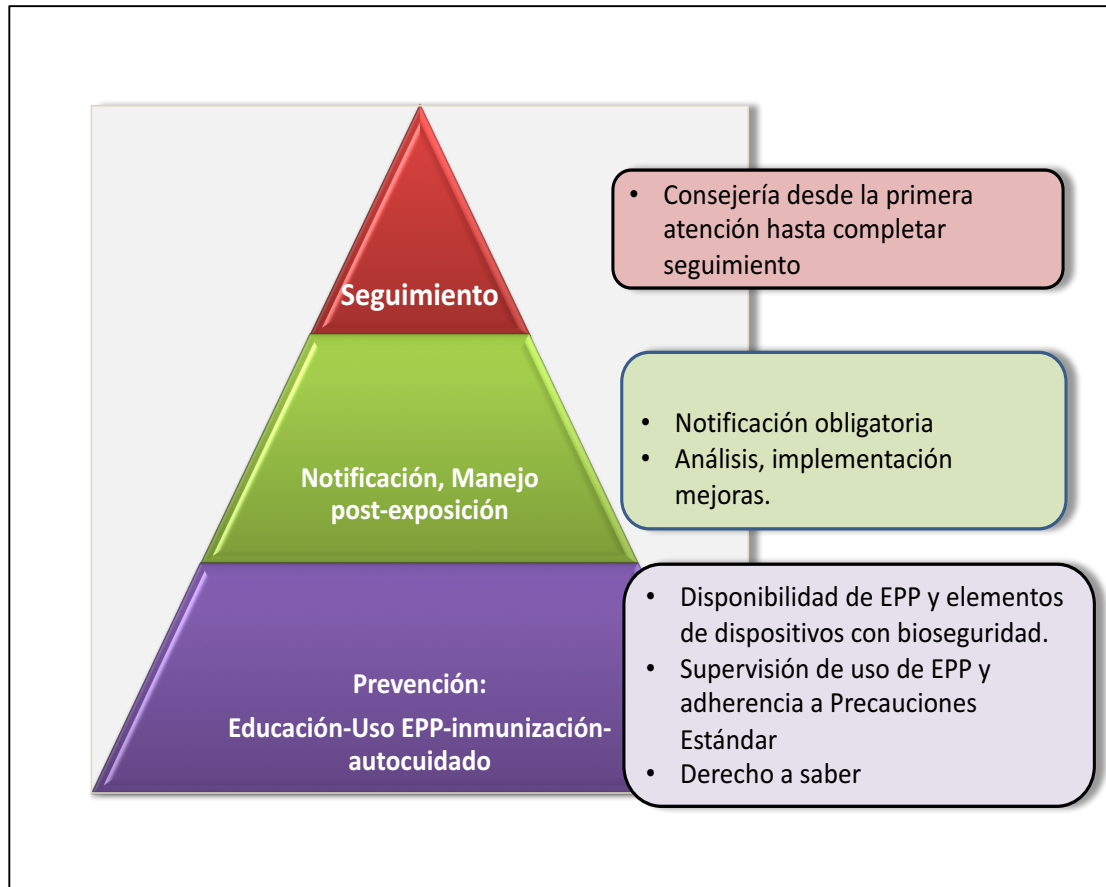 Seguimiento
• Consejería desde la primera
atención hasta completar
seguimiento
Notificación, Manejo
post-exposición
• Notificación obligatoria
• Análisis, implementación
mejoras.
Prevención:
Educación-Uso EPP-inmunización-
autocuidado
• Disponibilidad de EPP y elementos
de dispositivos con bioseguridad.
• Supervisión de uso de EPP y
adherencia a Precauciones
Estándar
• Derecho a saber